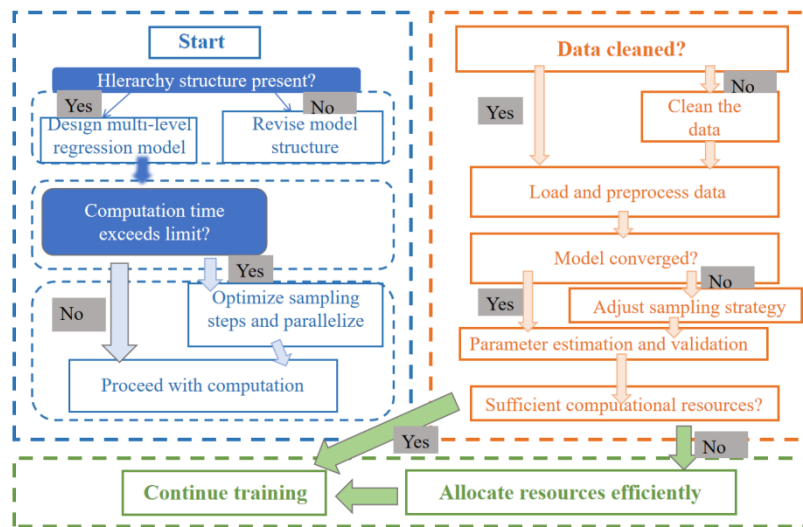 Start
Hlerarchy structure present?
Yes
No
Design multi-level
regression model
Revise model
structure
Computation time
exceeds limit?
Yes
No
Optimize sampling
steps and parallelize
Proceed with computation
Data cleaned?
No
Yes
Clean the
data
Load and preprocess data
Model converged?
No
Yes
Adjust sampling strategy
Parameter estimation and validation
Sufficient computational resources?
Yes
No
Continue training
Allocate resources efficiently